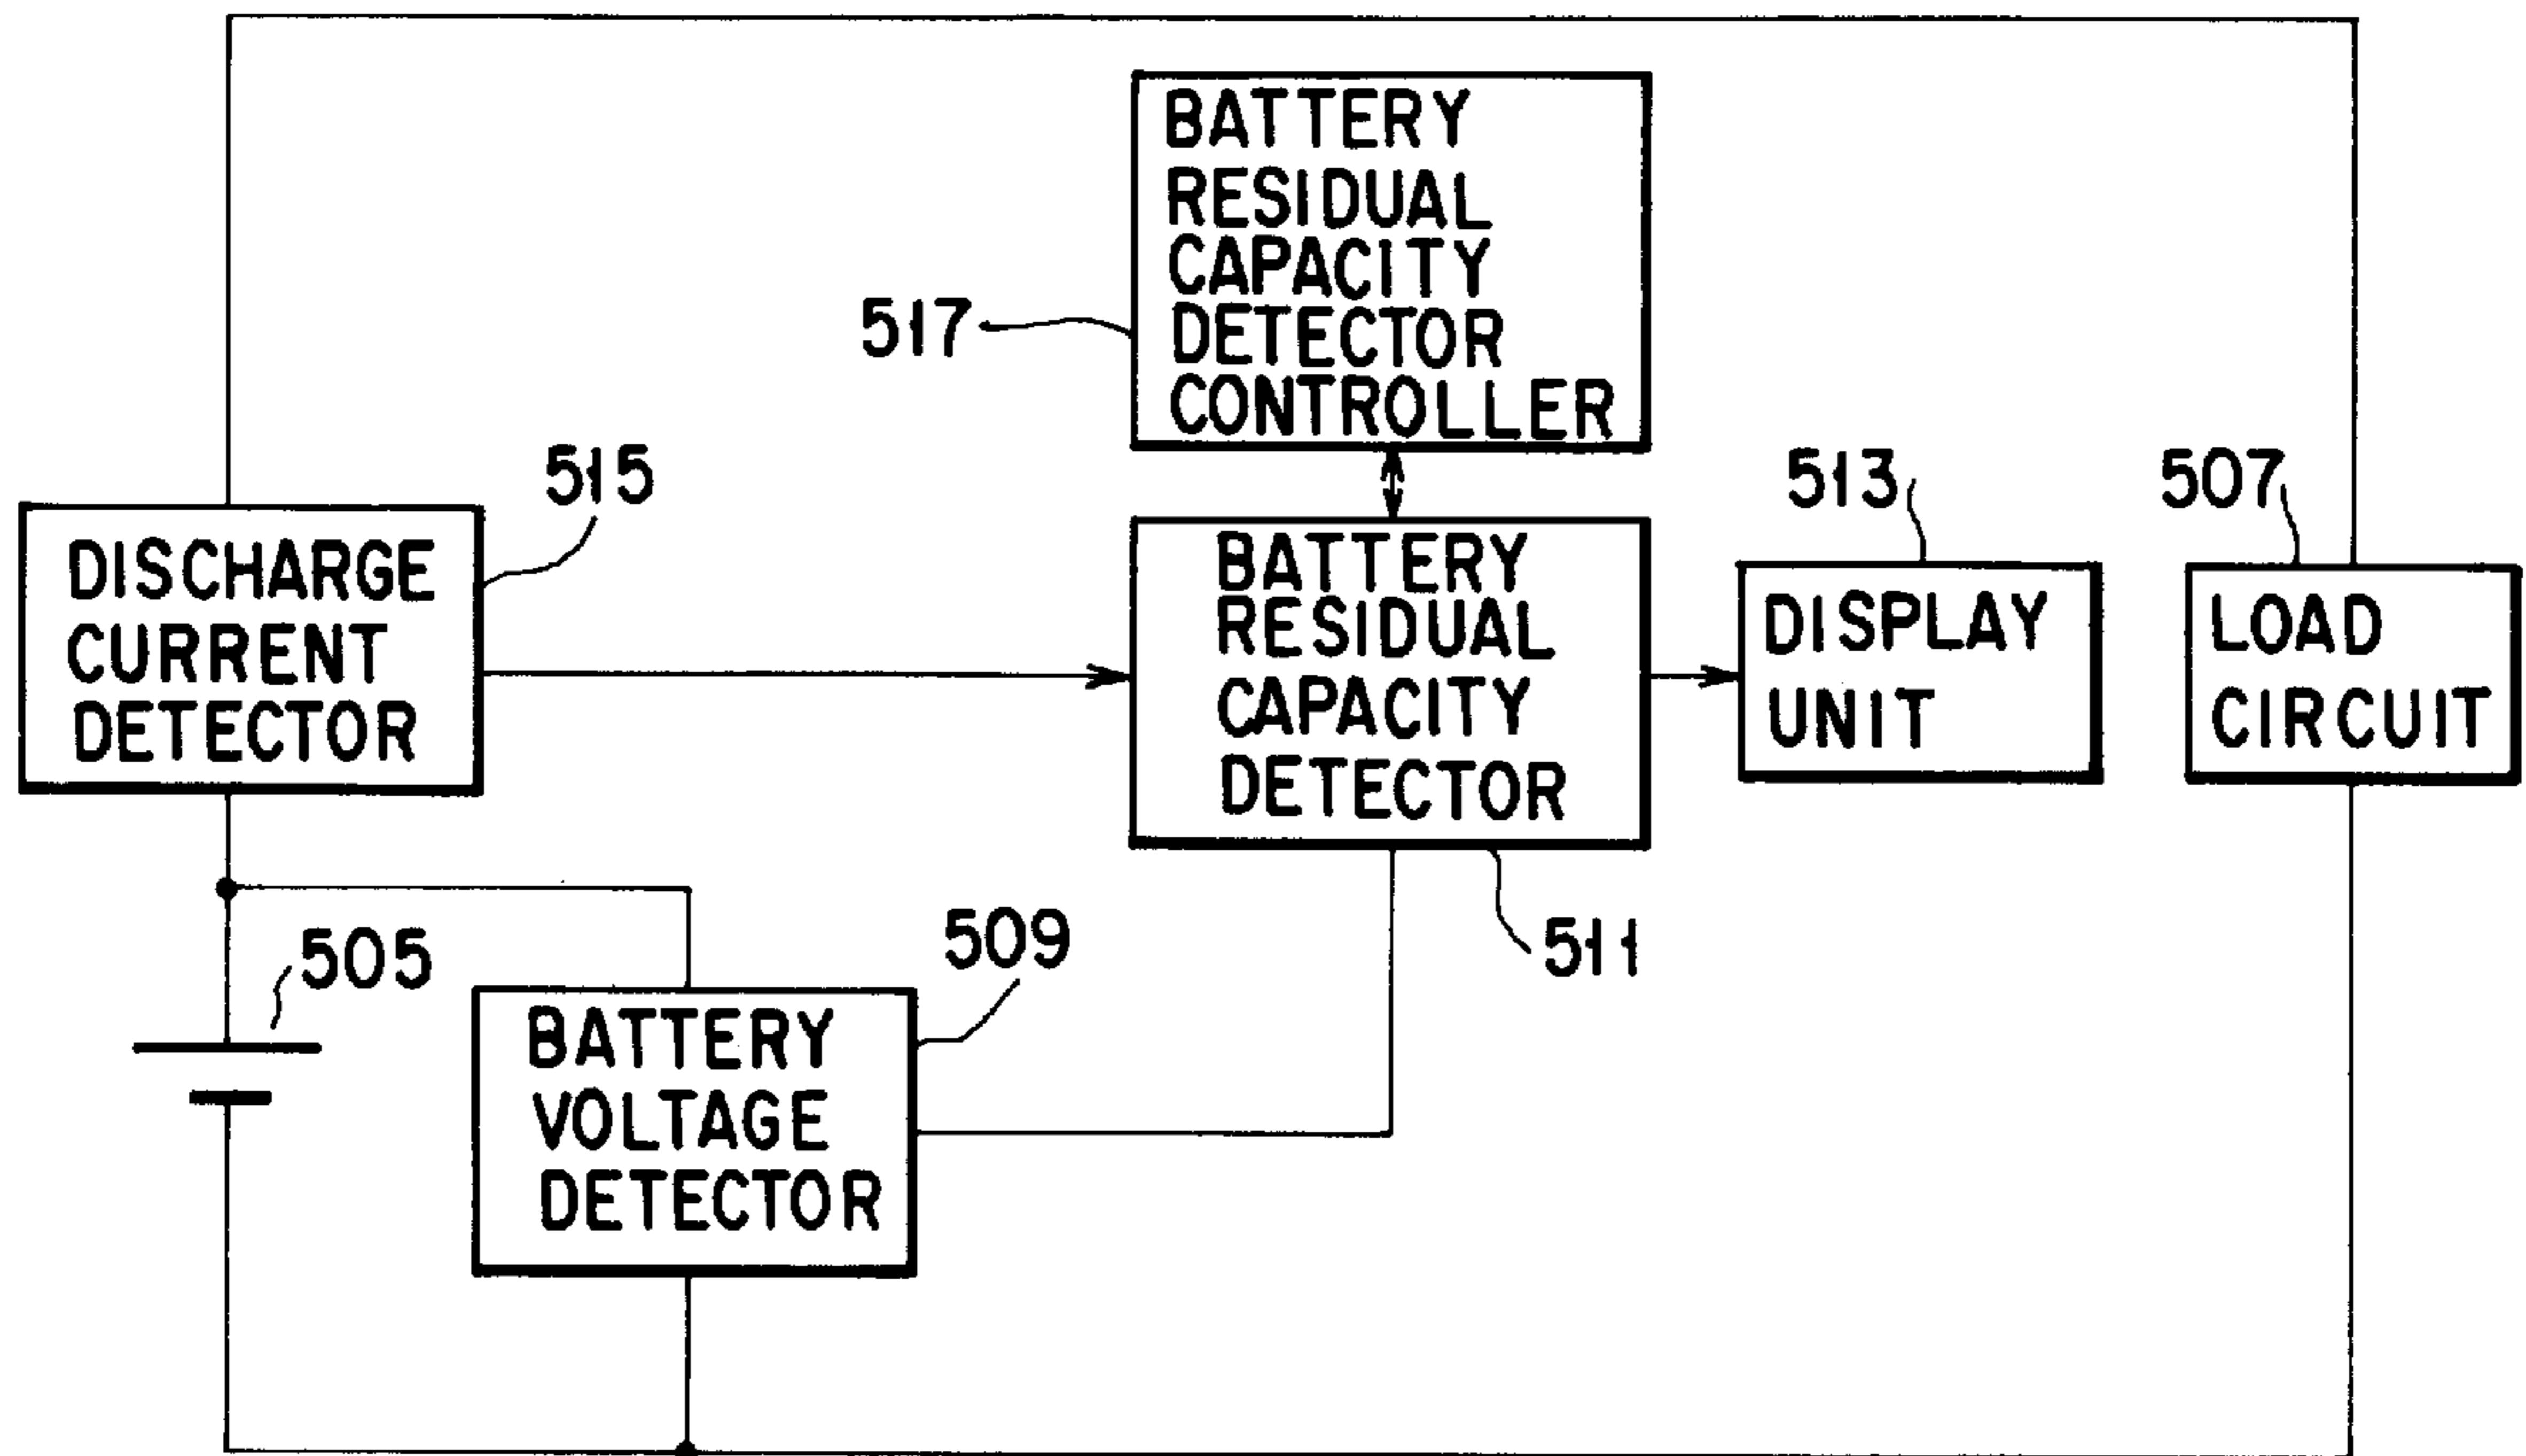 BATTERY
RESIDUAL
CAPACITY
DETECTOR
CONTROLLER
517
515
DISCHARGE
CURRENT
DETECTOR
BATTERY
RESIDUAL
CAPACITY
DETECTOR
511
513
DISPLAY
UNIT
507
LOAD
CIRCUIT
505
509
BATTERY
VOLTAGE
DETECTOR